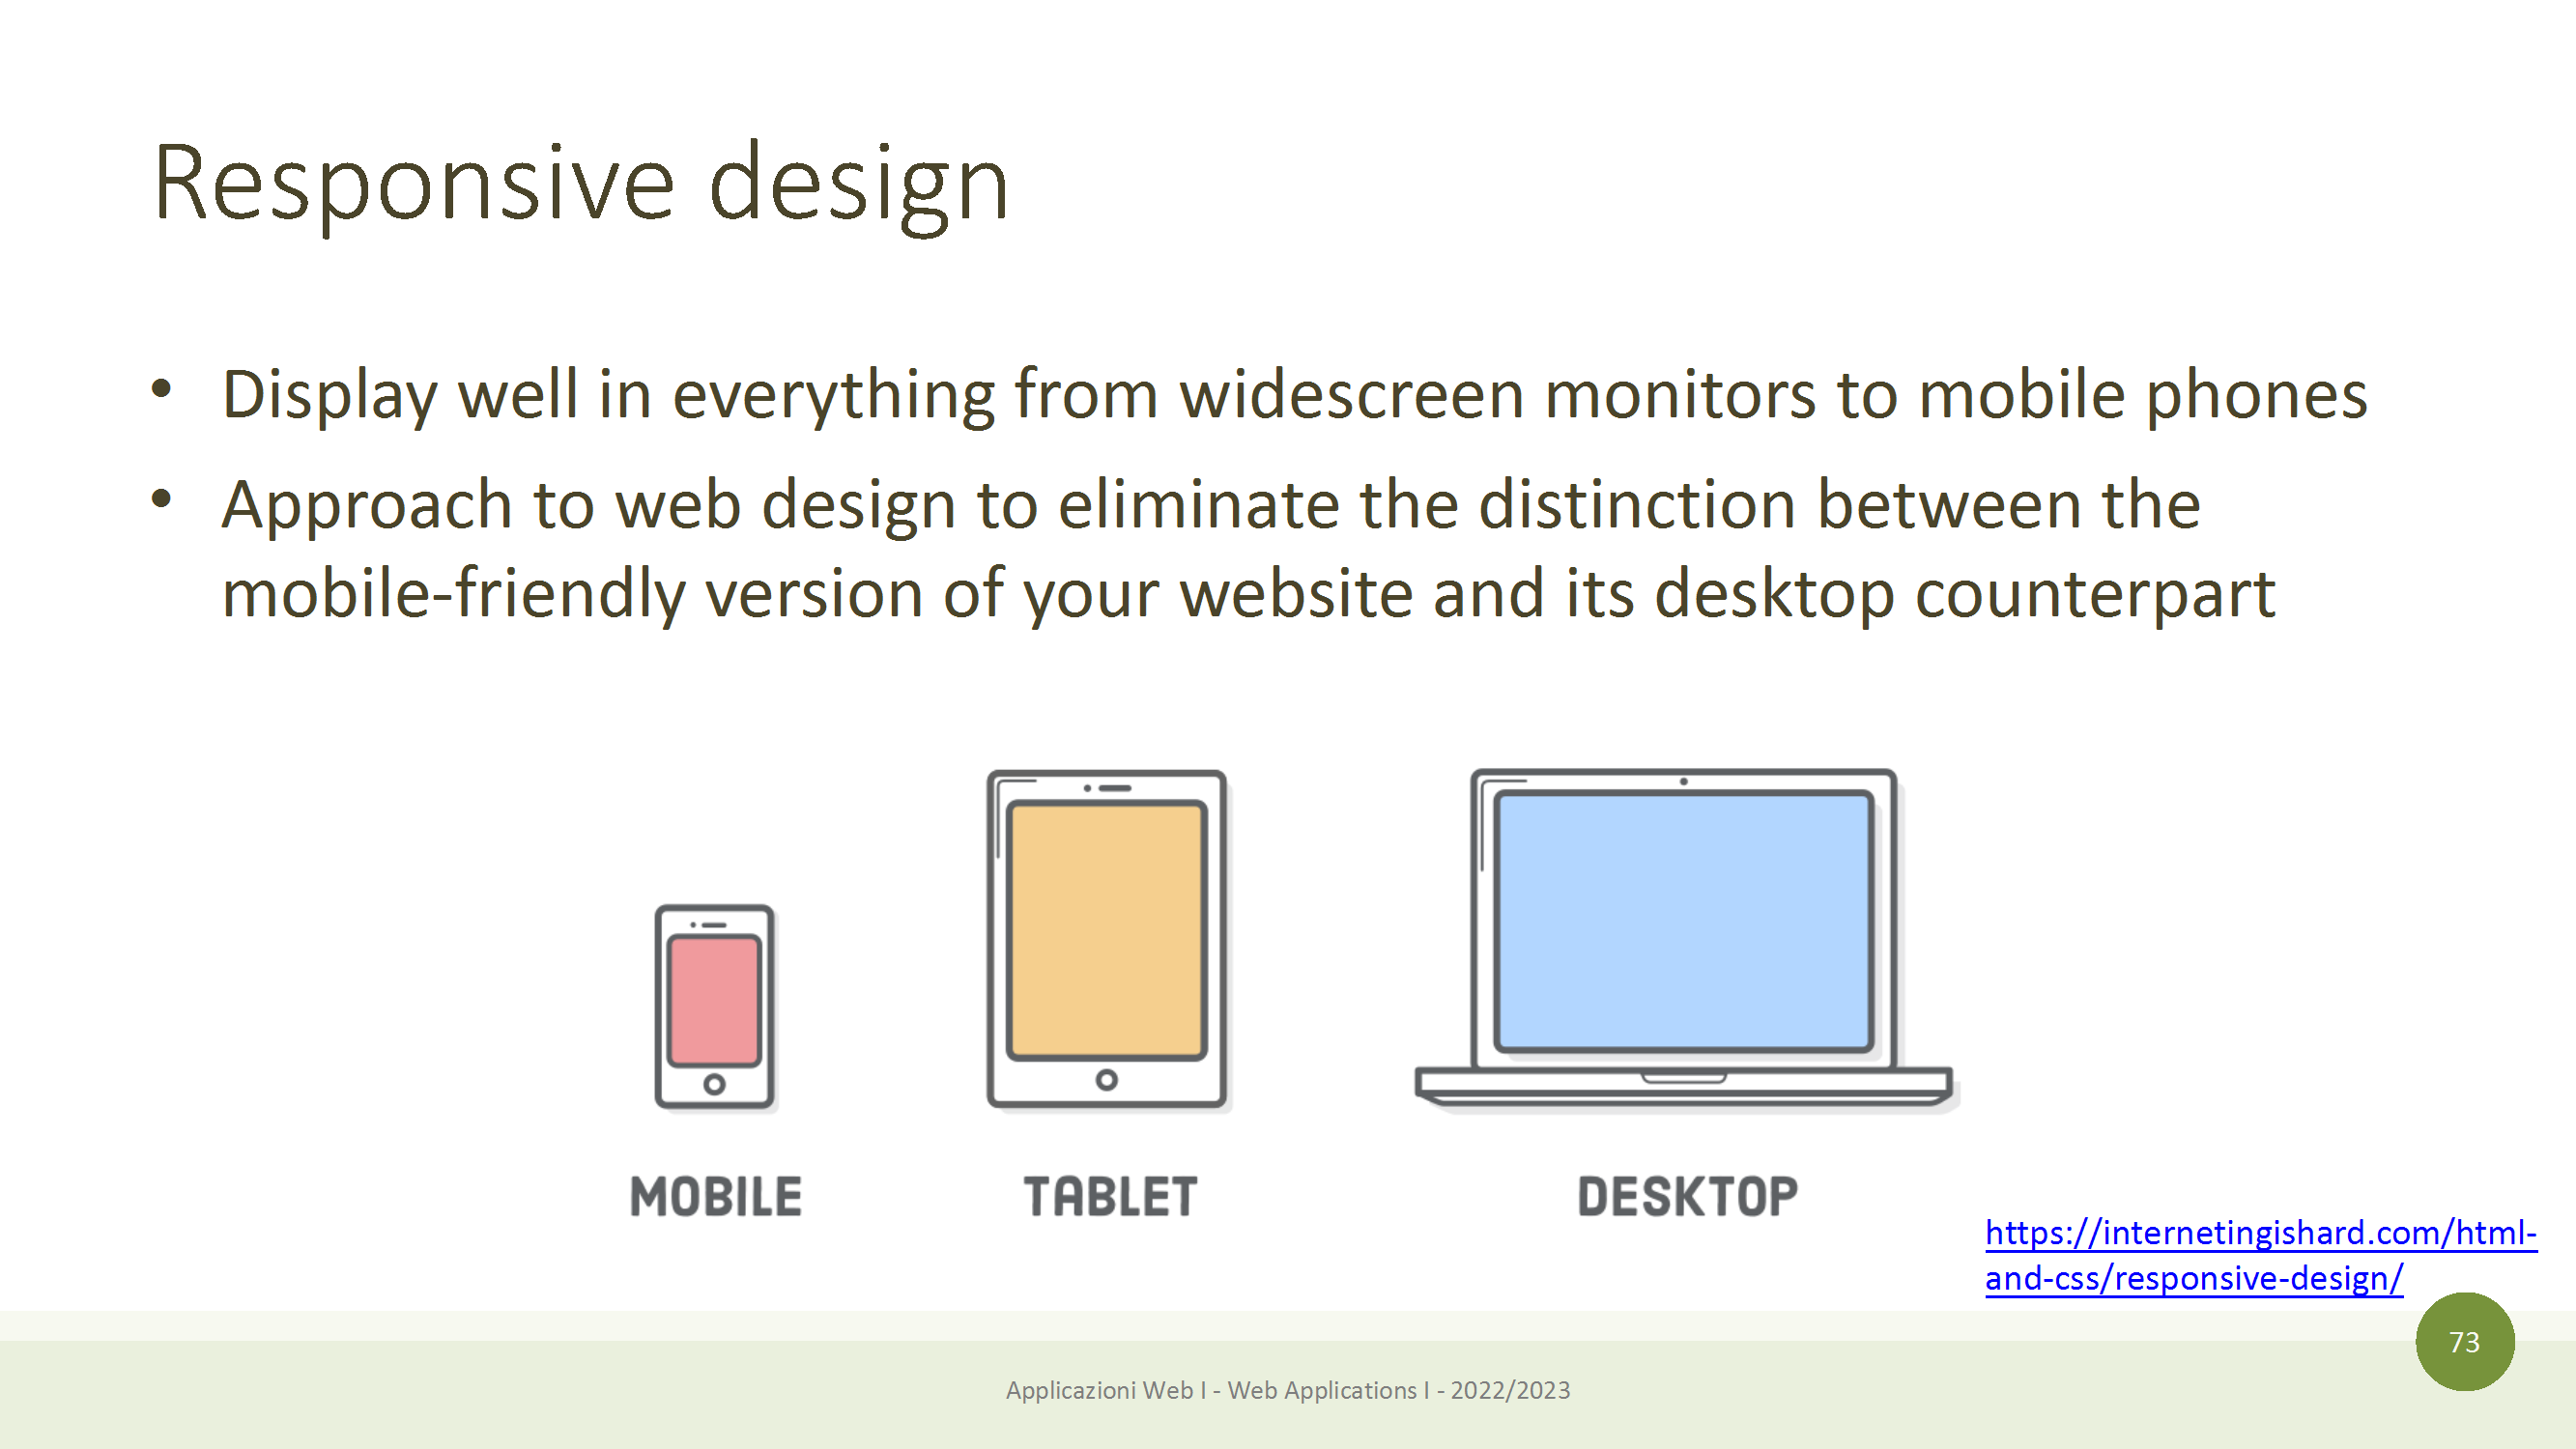 Responsive design
• Display well in everything from widescreen monitors to mobile phones
• Approach to web design to eliminate the distinction between the
mobile-friendly version of your website and its desktop counterpart
MOBILE
TABLET
DESKTOP
https://internetingishard.com/html-
and-css/responsive-design/
73
Applicazioni Web I - Web Applications I - 2022/2023